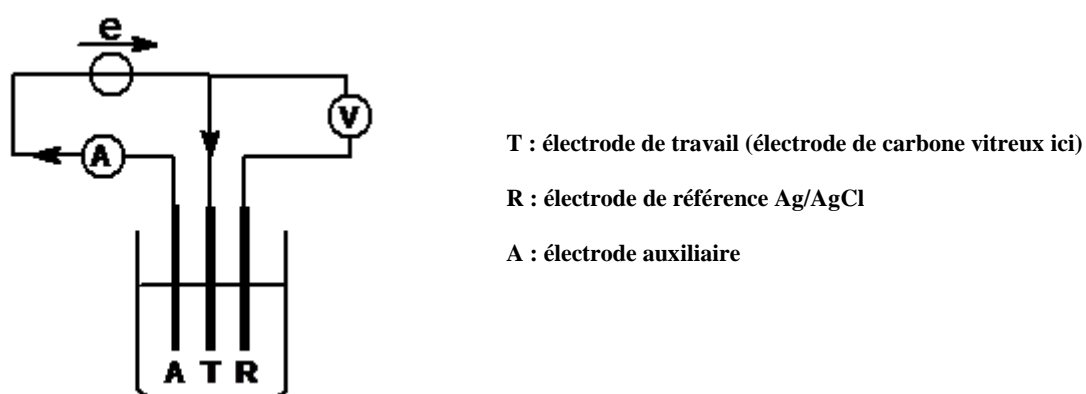 e
V
A
T : électrode de travail (électrode de carbone vitreux ici)
R : électrode de référence Ag/AgCl
A : électrode auxiliaire
A T R